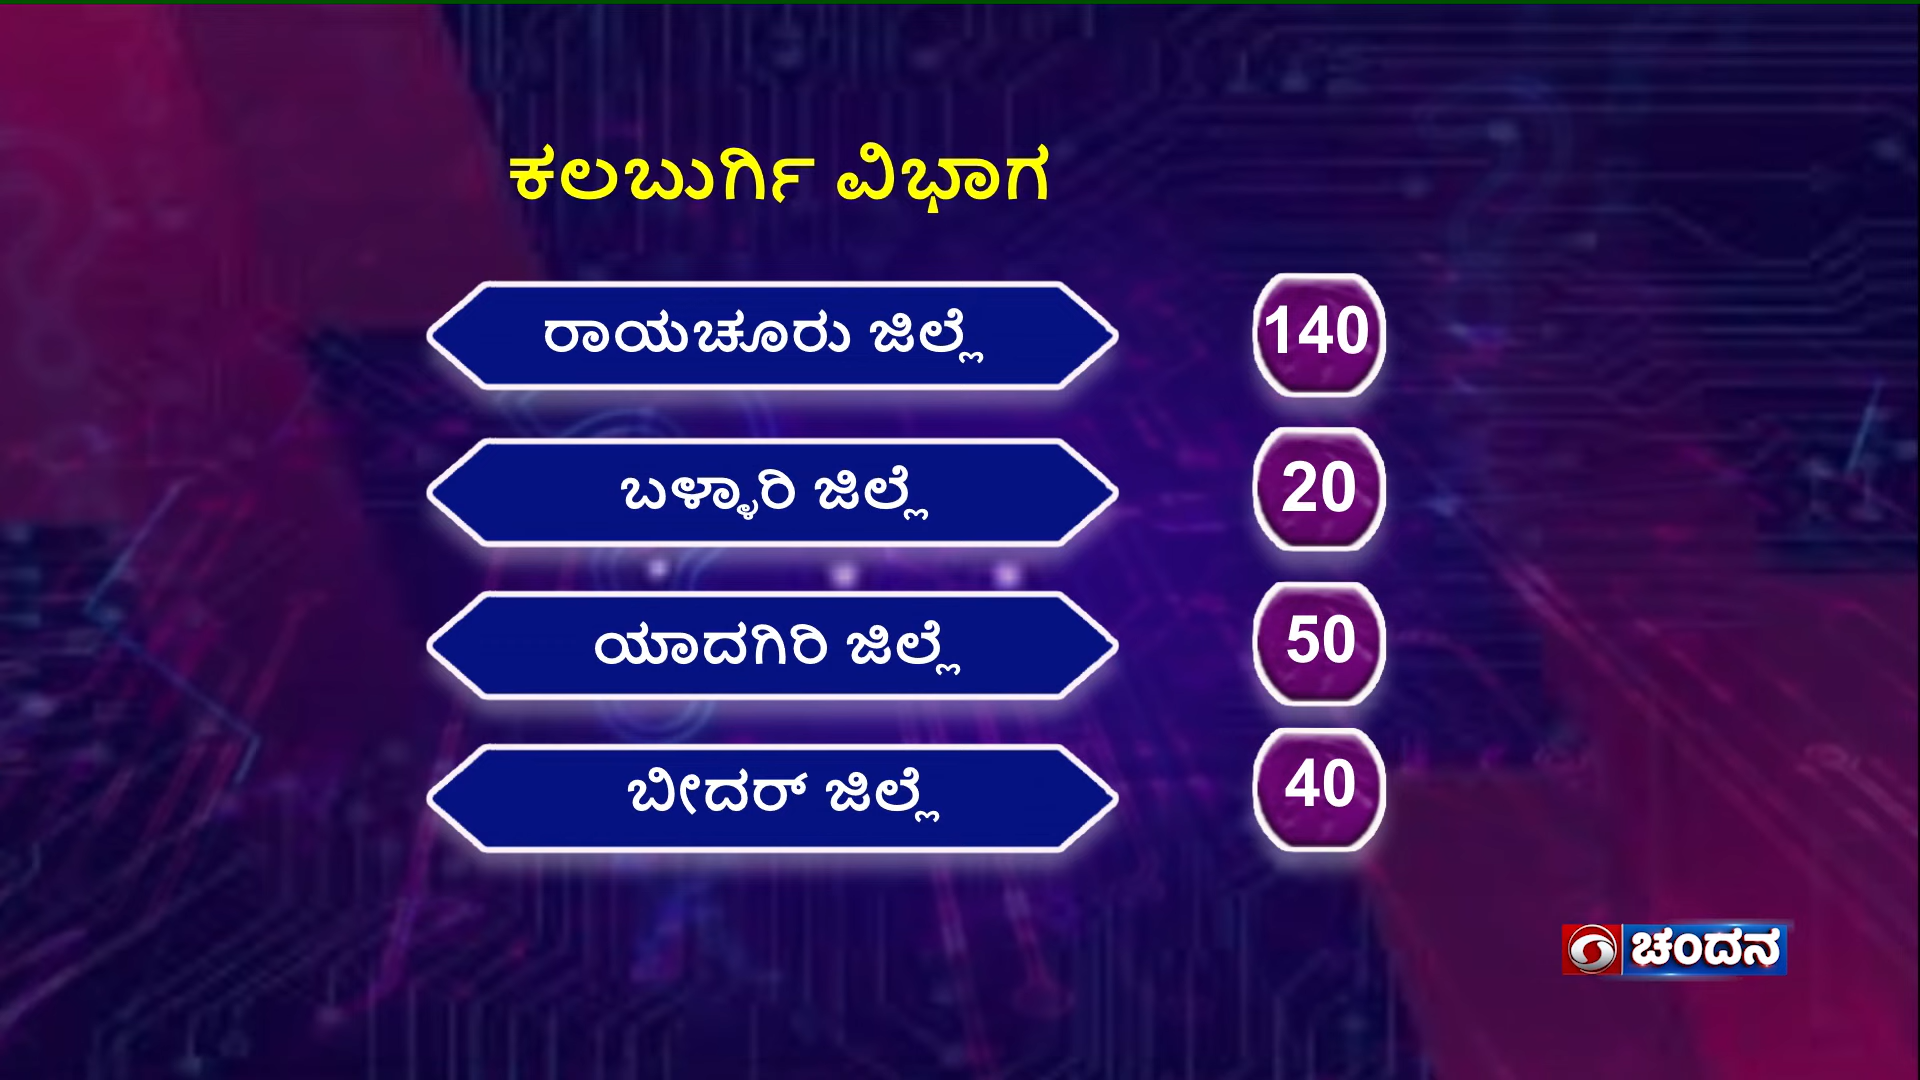 ಕಲಬುರ್ಗಿ ವಿಭಾಗ
ರಾಯಚೂರು ಜಿಲ್ಲೆ 140
ಬಳ್ಳಾರಿ ಜಿಲ್ಲೆ 20
ಯಾದಗಿರಿ ಜಿಲ್ಲೆ 50
ಬೀದರ್ ಜಿಲ್ಲೆ 40
ಚಂದನ